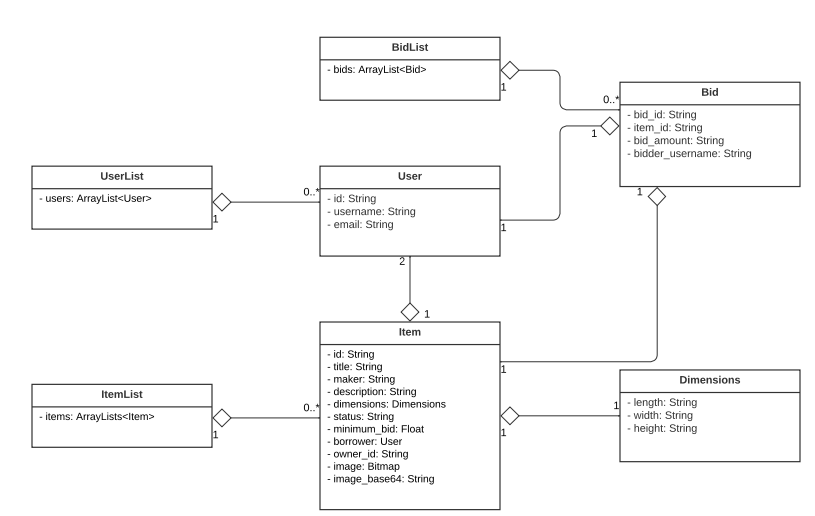 BidList
- bids: ArrayList<Bid>
1
0..*
Bid
- bid_id: String
- item_id: String
- bid_amount: String
- bidder_username: String
1
1
UserList
- users: ArrayList<User>
1
0..*
User
- id: String
- username: String
- email: String
1
2
1
Item
- id: String
- title: String
- maker: String
- description: String
- dimensions: Dimensions
- status: String
- minimum_bid: Float
- borrower: User
- owner_id: String
- image: Bitmap
- image_base64: String
1
1
ItemList
- items: ArrayLists<Item>
1
0..*
Dimensions
- length: String
- width: String
- height: String
1